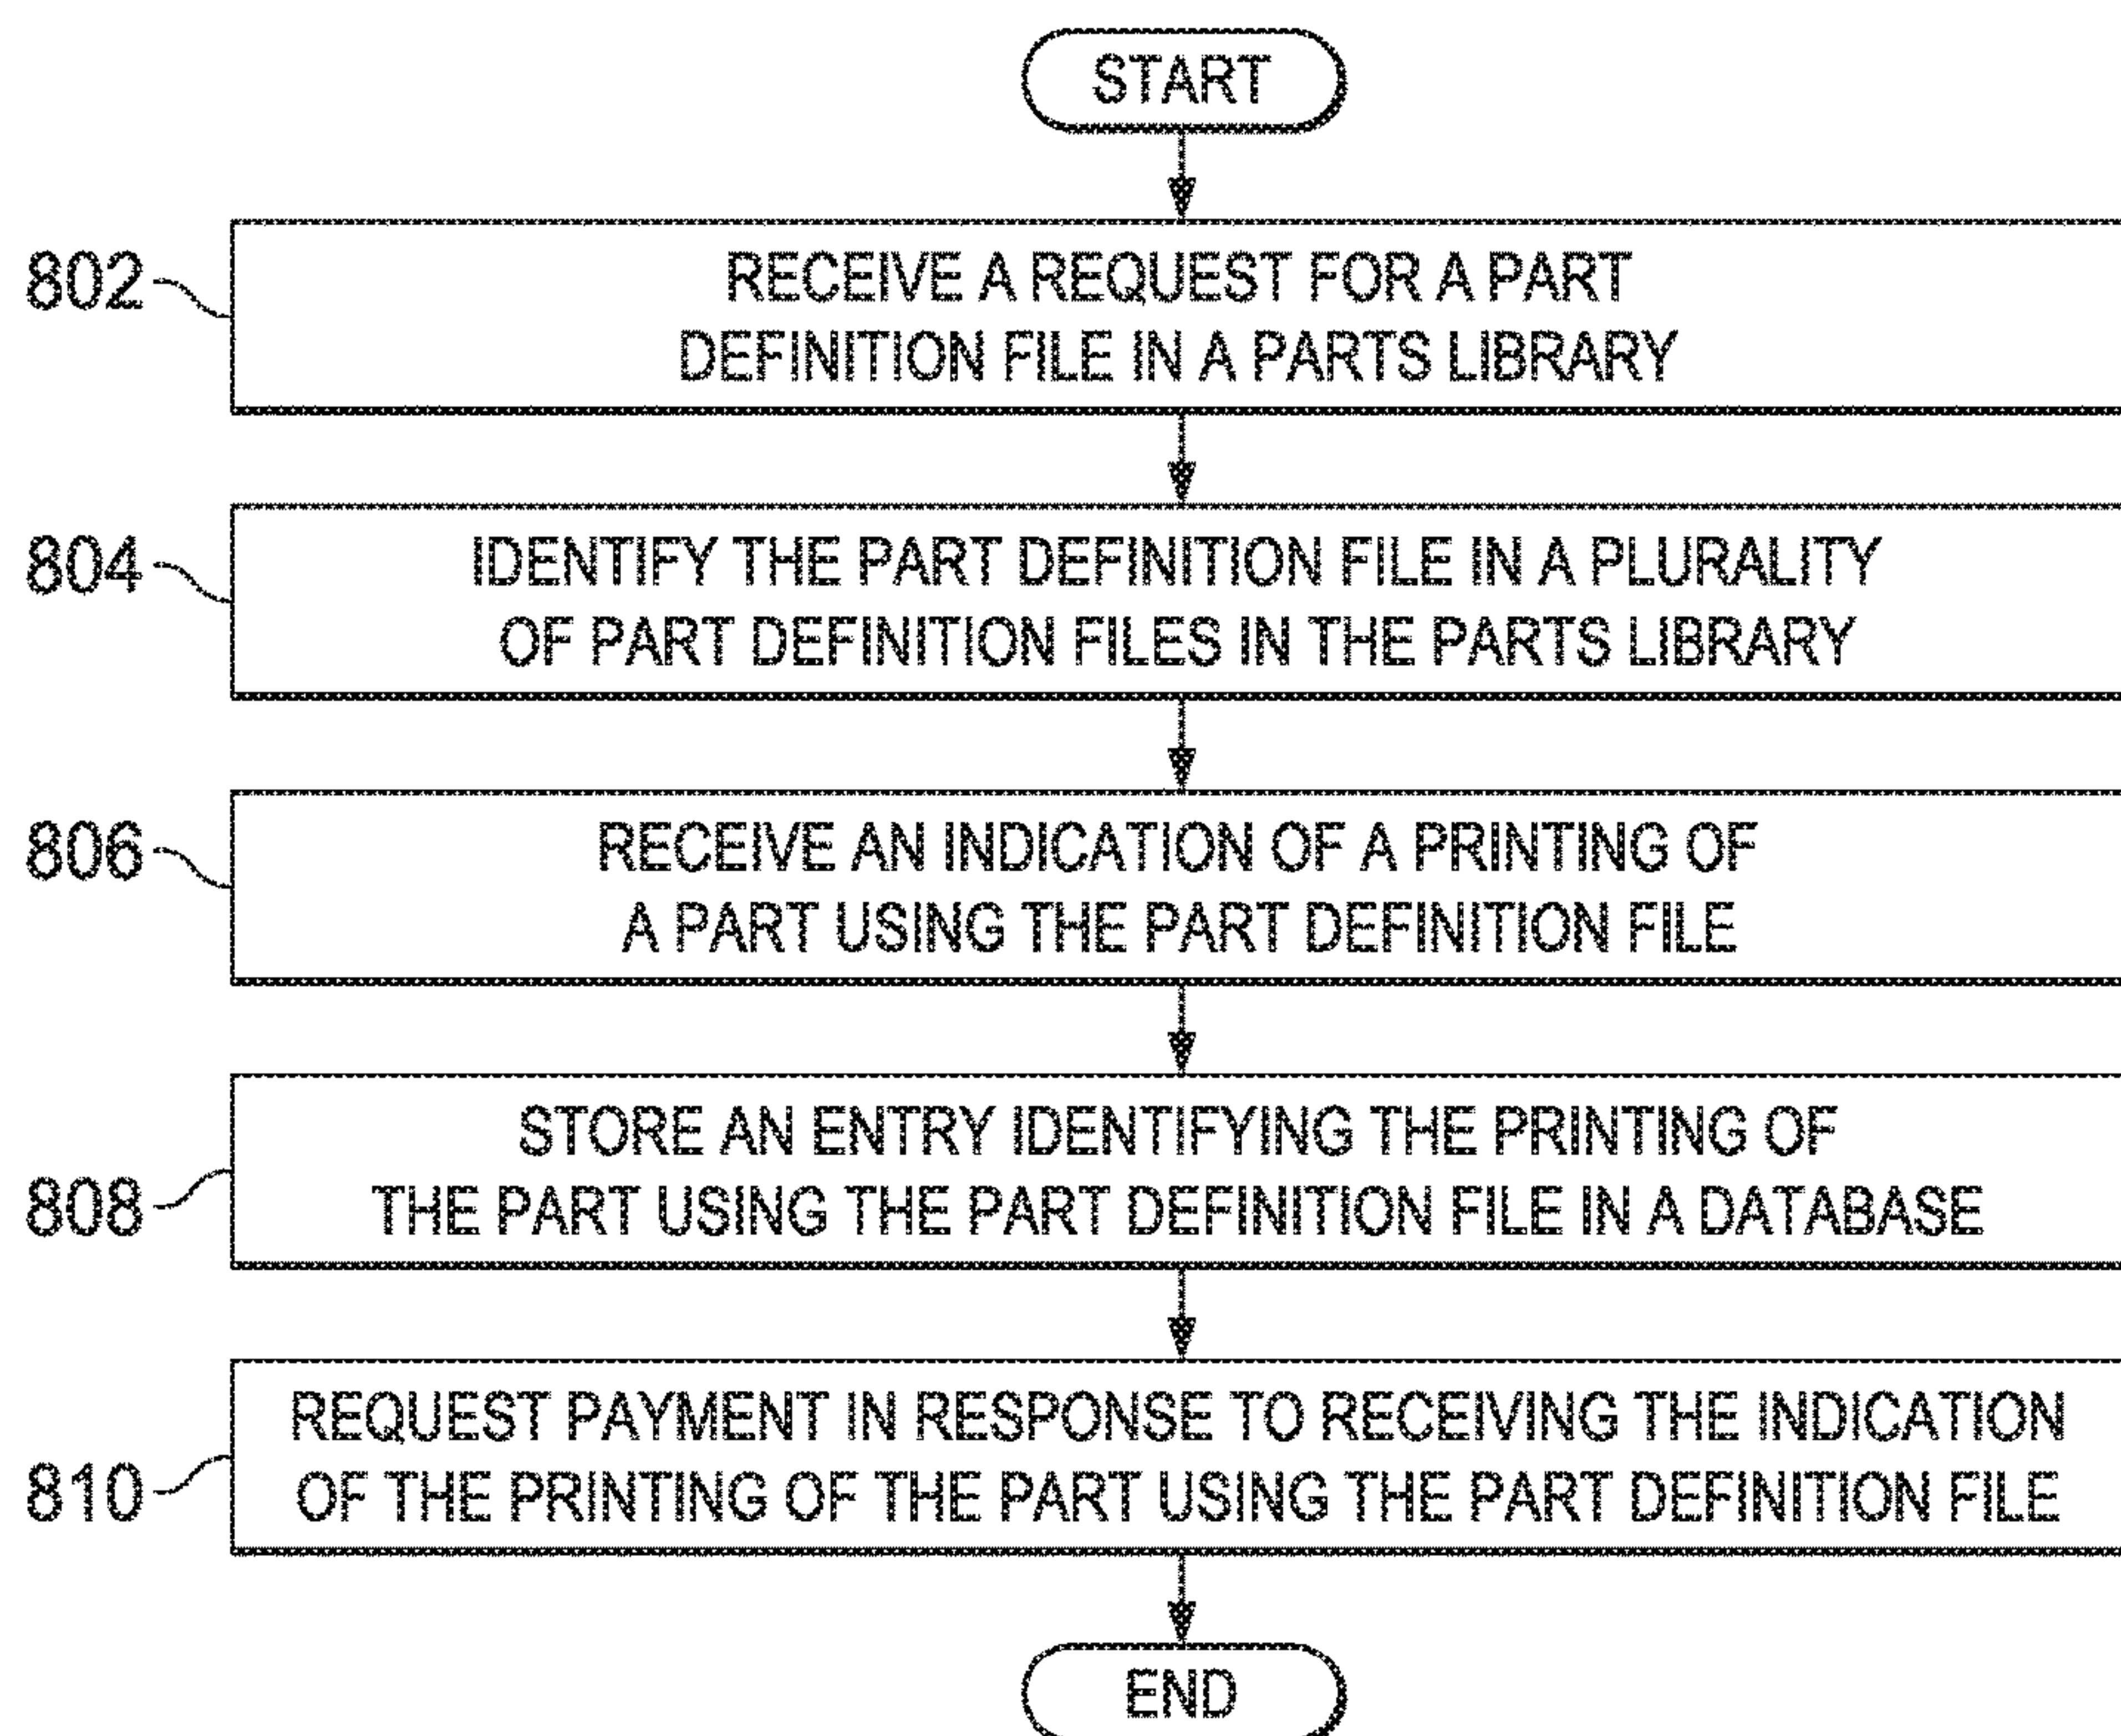 START
802
RECEIVE A REQUEST FOR A PART
DEFINITION FILE IN A PARTS LIBRARY
804
IDENTIFY THE PART DEFINITION FILE IN A PLURALITY
OF PART DEFINITION FILES IN THE PARTS LIBRARY
806
RECEIVE AN INDICATION OF A PRINTING OF
A PART USING THE PART DEFINITION FILE
808
STORE AN ENTRY IDENTIFYING THE PRINTING OF
THE PART USING THE PART DEFINITION FILE IN A DATABASE
810
REQUEST PAYMENT IN RESPONSE TO RECEIVING THE INDICATION
OF THE PRINTING OF THE PART USING THE PART DEFINITION FILE
END